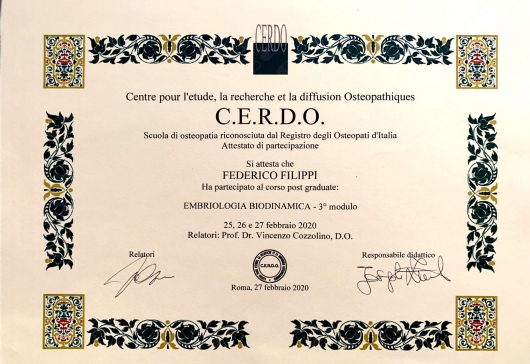 CERDO
Centre pour l'etude, la recherche et la diffusion Osteopathiques
C.E.R.D.O.
Scuola di osteopatia riconosciuta dal Registro degli Osteopati d'Italia
Attestato di partecipazione
Si attesta che
FEDERICO FILIPPI
Ha partecipato al corso post graduate:
EMBRIOLOGIA BIODINAMICA - 3° modulo
25, 26 e 27 febbraio 2020
Relatori: Prof. Dr. Vincenzo Cozzolino, D.O.
Relatori
Responsabile didattico
C.E.R.D.O.
Roma, 27 febbraio 2020